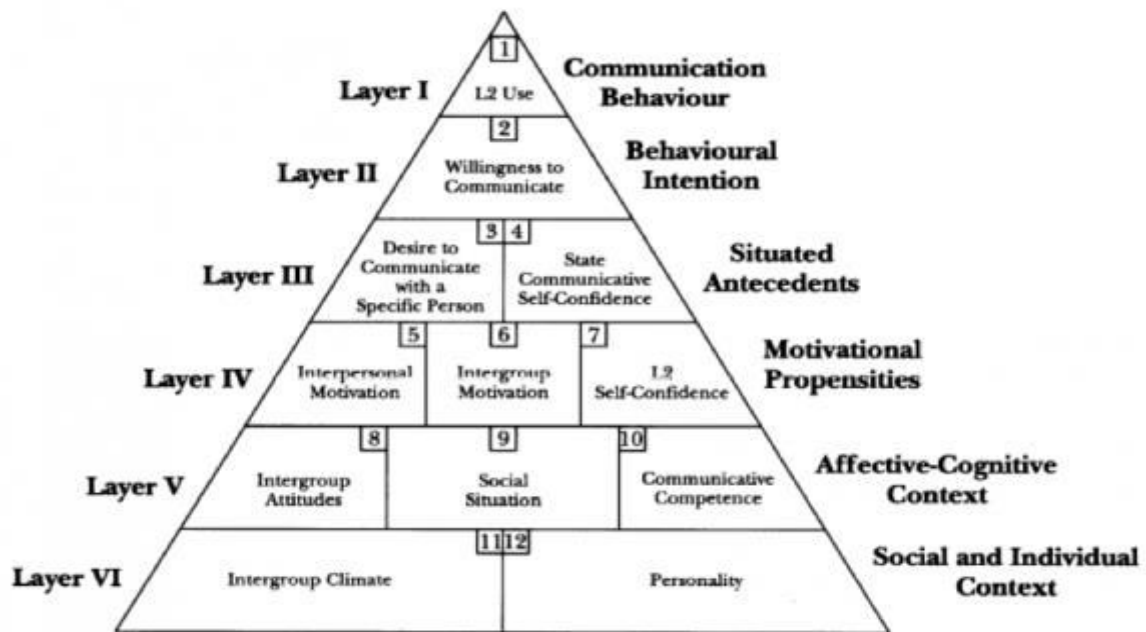 1
Layer I
L2 Use
Communication
Behaviour
2
Layer II
Willingness to
Communicate
Behavioural
Intention
3 4
Layer III
Desire to
Communicate
with a
Specific Person
State
Communicative
Self-Confidence
Situated
Antecedents
5 6 7
Layer IV
Interpersonal
Motivation
Intergroup
Motivation
L2
Self-Confidence
Motivational
Propensities
8 9 10
Layer V
Intergroup
Attitudes
Social
Situation
Communicative
Competence
Affective-Cognitive
Context
11 12
Layer VI
Intergroup Climate
Personality
Social and Individual
Context